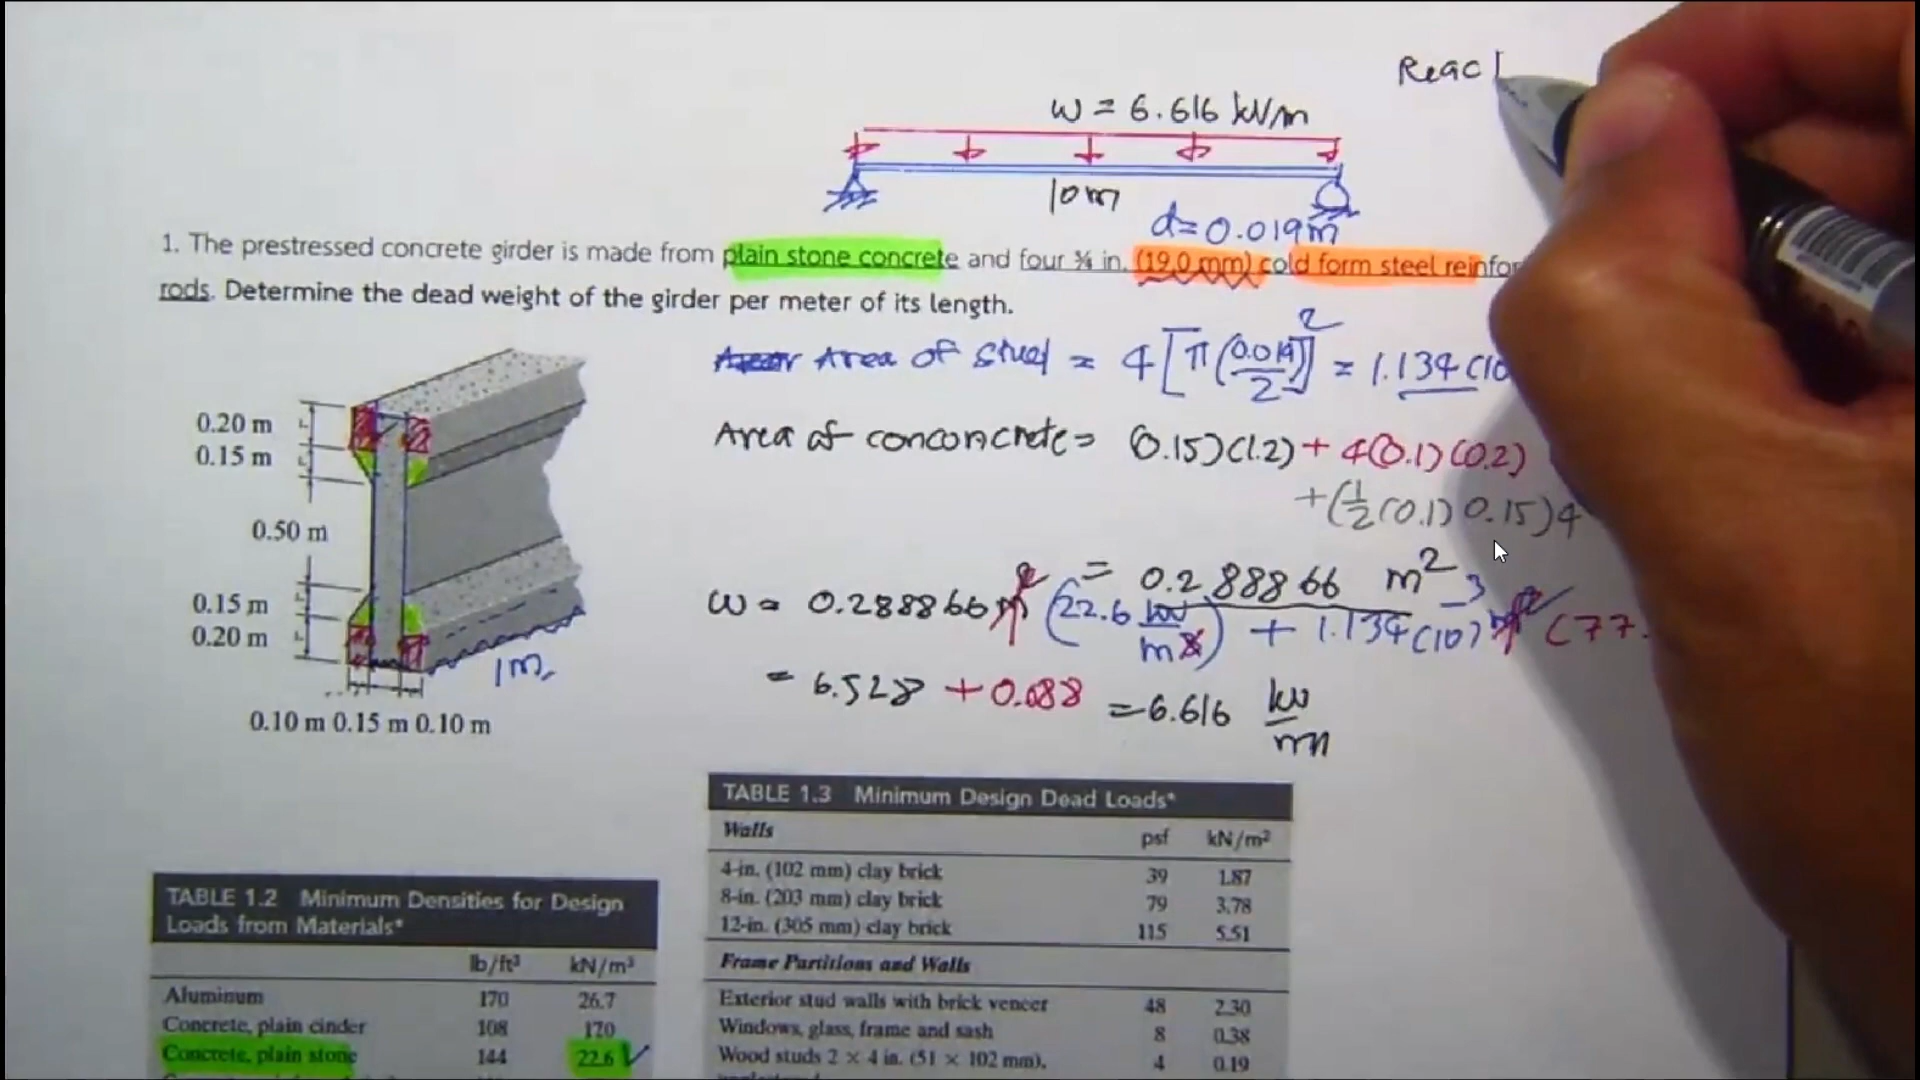 Reac
w = 6.616 kN/m
10m
d=0.019m
1. The prestressed concrete girder is made from plain stone concrete and four ¾ in. (19.0 mm) cold form steel reinfor
rods. Determine the dead weight of the girder per meter of its length.
Area of steel = 4[π(0.019/2)]² = 1.134(10
Area of conconcrete= (0.15)(1.2)+ 4(0.1)(0.2)
+(½(0.1)0.15)4
= 0.288866 m²
w = 0.288866m² (22.6 kN/m³) + 1.134(10)⁻³ m² (77.
= 6.528 + 0.088 =6.616 kN/m
0.20 m
0.15 m
0.50 m
0.15 m
0.20 m
1m,
0.10 m 0.15 m 0.10 m
TABLE 1.2 Minimum Densities for Design
Loads from Materials*
lb/ft³ kN/m³
Aluminum 170 26.7
Concrete, plain cinder 108 170
Concrete, plain stone 144 22.6
TABLE 1.3 Minimum Design Dead Loads*
Walls psf kN/m²
4-in. (102 mm) clay brick 39 1.87
8-in. (203 mm) clay brick 79 3.78
12-in. (305 mm) clay brick 115 5.51
Frame Partitions and Walls
Exterior stud walls with brick veneer 48 2.30
Windows, glass, frame and sash 8 0.38
Wood studs 2 × 4 in. (51 × 102 mm), 4 0.19